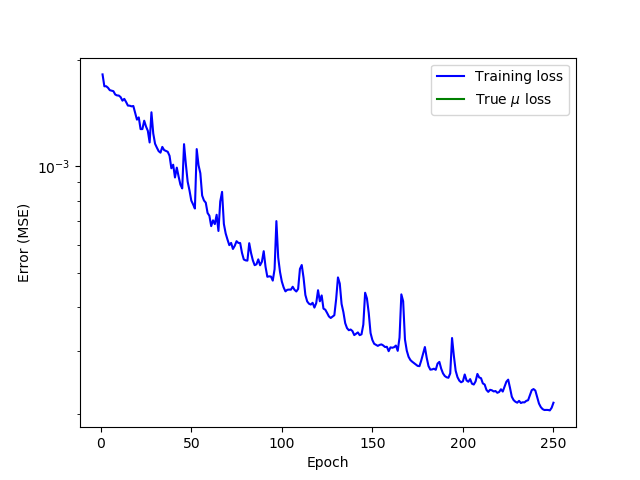 Training loss
True μ loss
10⁻³
Error (MSE)
0 50 100 150 200 250
Epoch